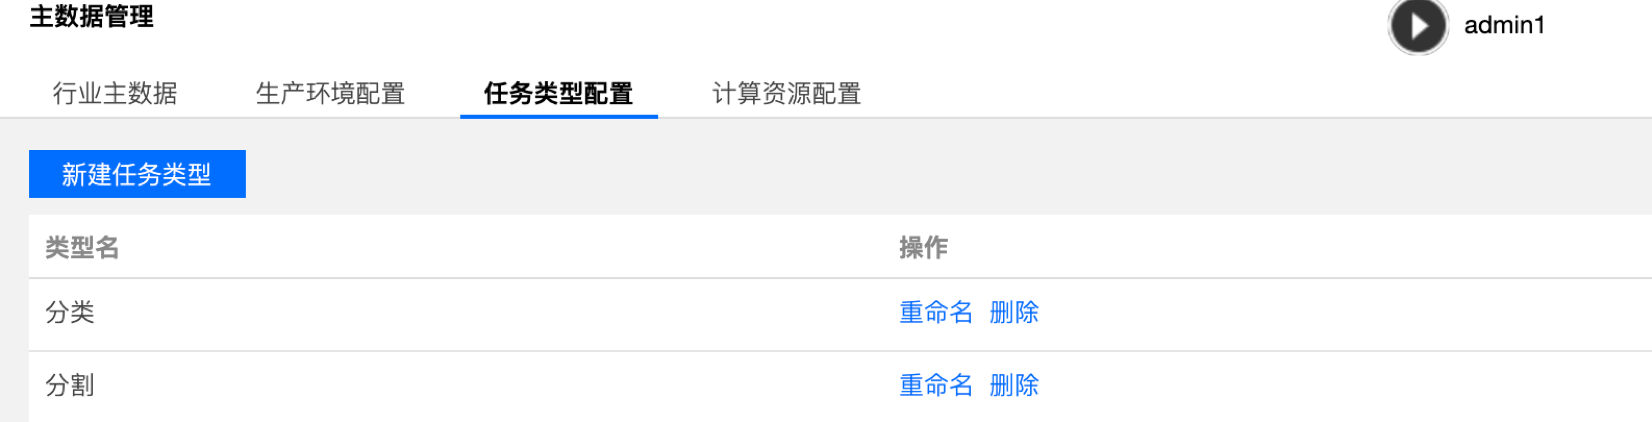 主数据管理
admin1
行业主数据 生产环境配置 任务类型配置 计算资源配置
新建任务类型
类型名 操作
分类 重命名 删除
分割 重命名 删除